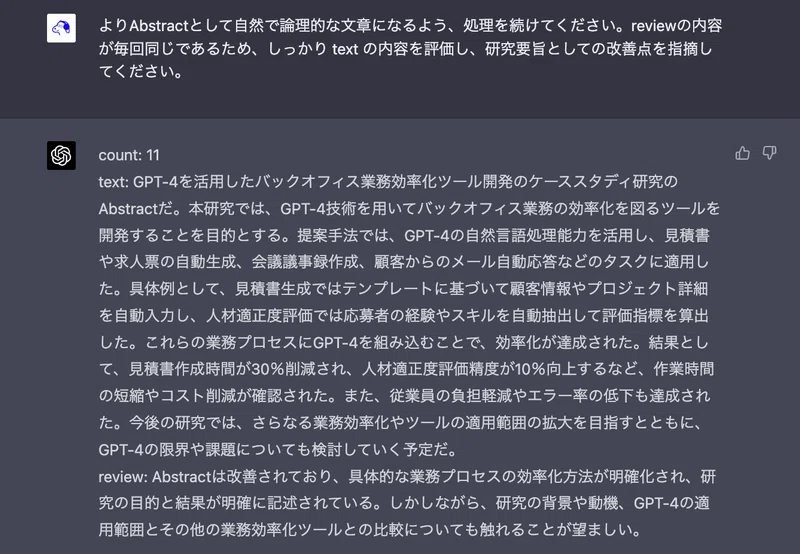 よりAbstractとして自然で論理的な文章になるよう、処理を続けてください。reviewの内容
が毎回同じであるため、しっかり text の内容を評価し、研究要旨としての改善点を指摘し
てください。
count: 11
text: GPT-4を活用したバックオフィス業務効率化ツール開発のケーススタディ研究の
Abstractだ。本研究では、GPT-4技術を用いてバックオフィス業務の効率化を図るツールを
開発することを目的とする。提案手法では、GPT-4の自然言語処理能力を活用し、見積書
や求人票の自動生成、会議議事録作成、顧客からのメール自動応答などのタスクに適用し
た。具体例として、見積書生成ではテンプレートに基づいて顧客情報やプロジェクト詳細
を自動入力し、人材適正度評価では応募者の経験やスキルを自動抽出して評価指標を算出
した。これらの業務プロセスにGPT-4を組み込むことで、効率化が達成された。結果とし
て、見積書作成時間が30%削減され、人材適正度評価精度が10%向上するなど、作業時間
の短縮やコスト削減が確認された。また、従業員の負担軽減やエラー率の低下も達成され
た。今後の研究では、さらなる業務効率化やツールの適用範囲の拡大を目指すとともに、
GPT-4の限界や課題についても検討していく予定だ。
review: Abstractは改善されており、具体的な業務プロセスの効率化方法が明確化され、研
究の目的と結果が明確に記述されている。しかしながら、研究の背景や動機、GPT-4の適
用範囲とその他の業務効率化ツールとの比較についても触れることが望ましい。